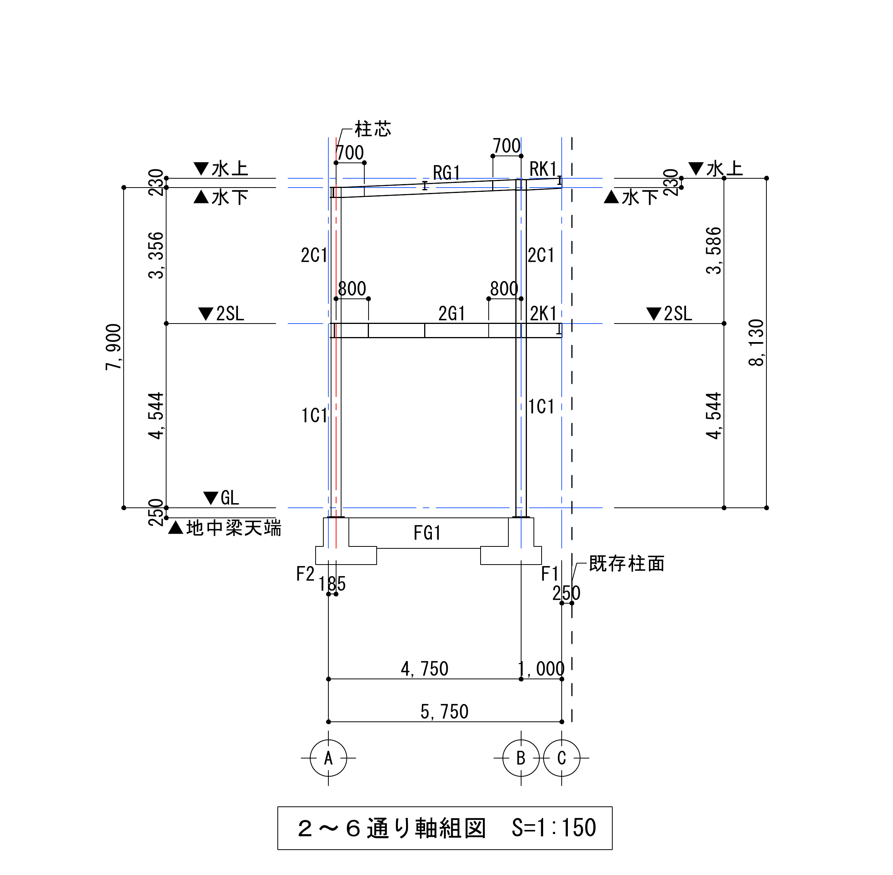 柱芯
700
700
▼水上
RG1
RK1
▼水上
230
230
▲水下
▲水下
3,356
2C1
2C1
3,586
800
800
▼2SL
2G1
2K1
▼2SL
7,900
8,130
4,544
1C1
1C1
4,544
▼GL
250
▲地中梁天端
FG1
F2
F1
既存柱面
185
250
4,750
1,000
5,750
A
B
C
2~6通り軸組図 S=1:150